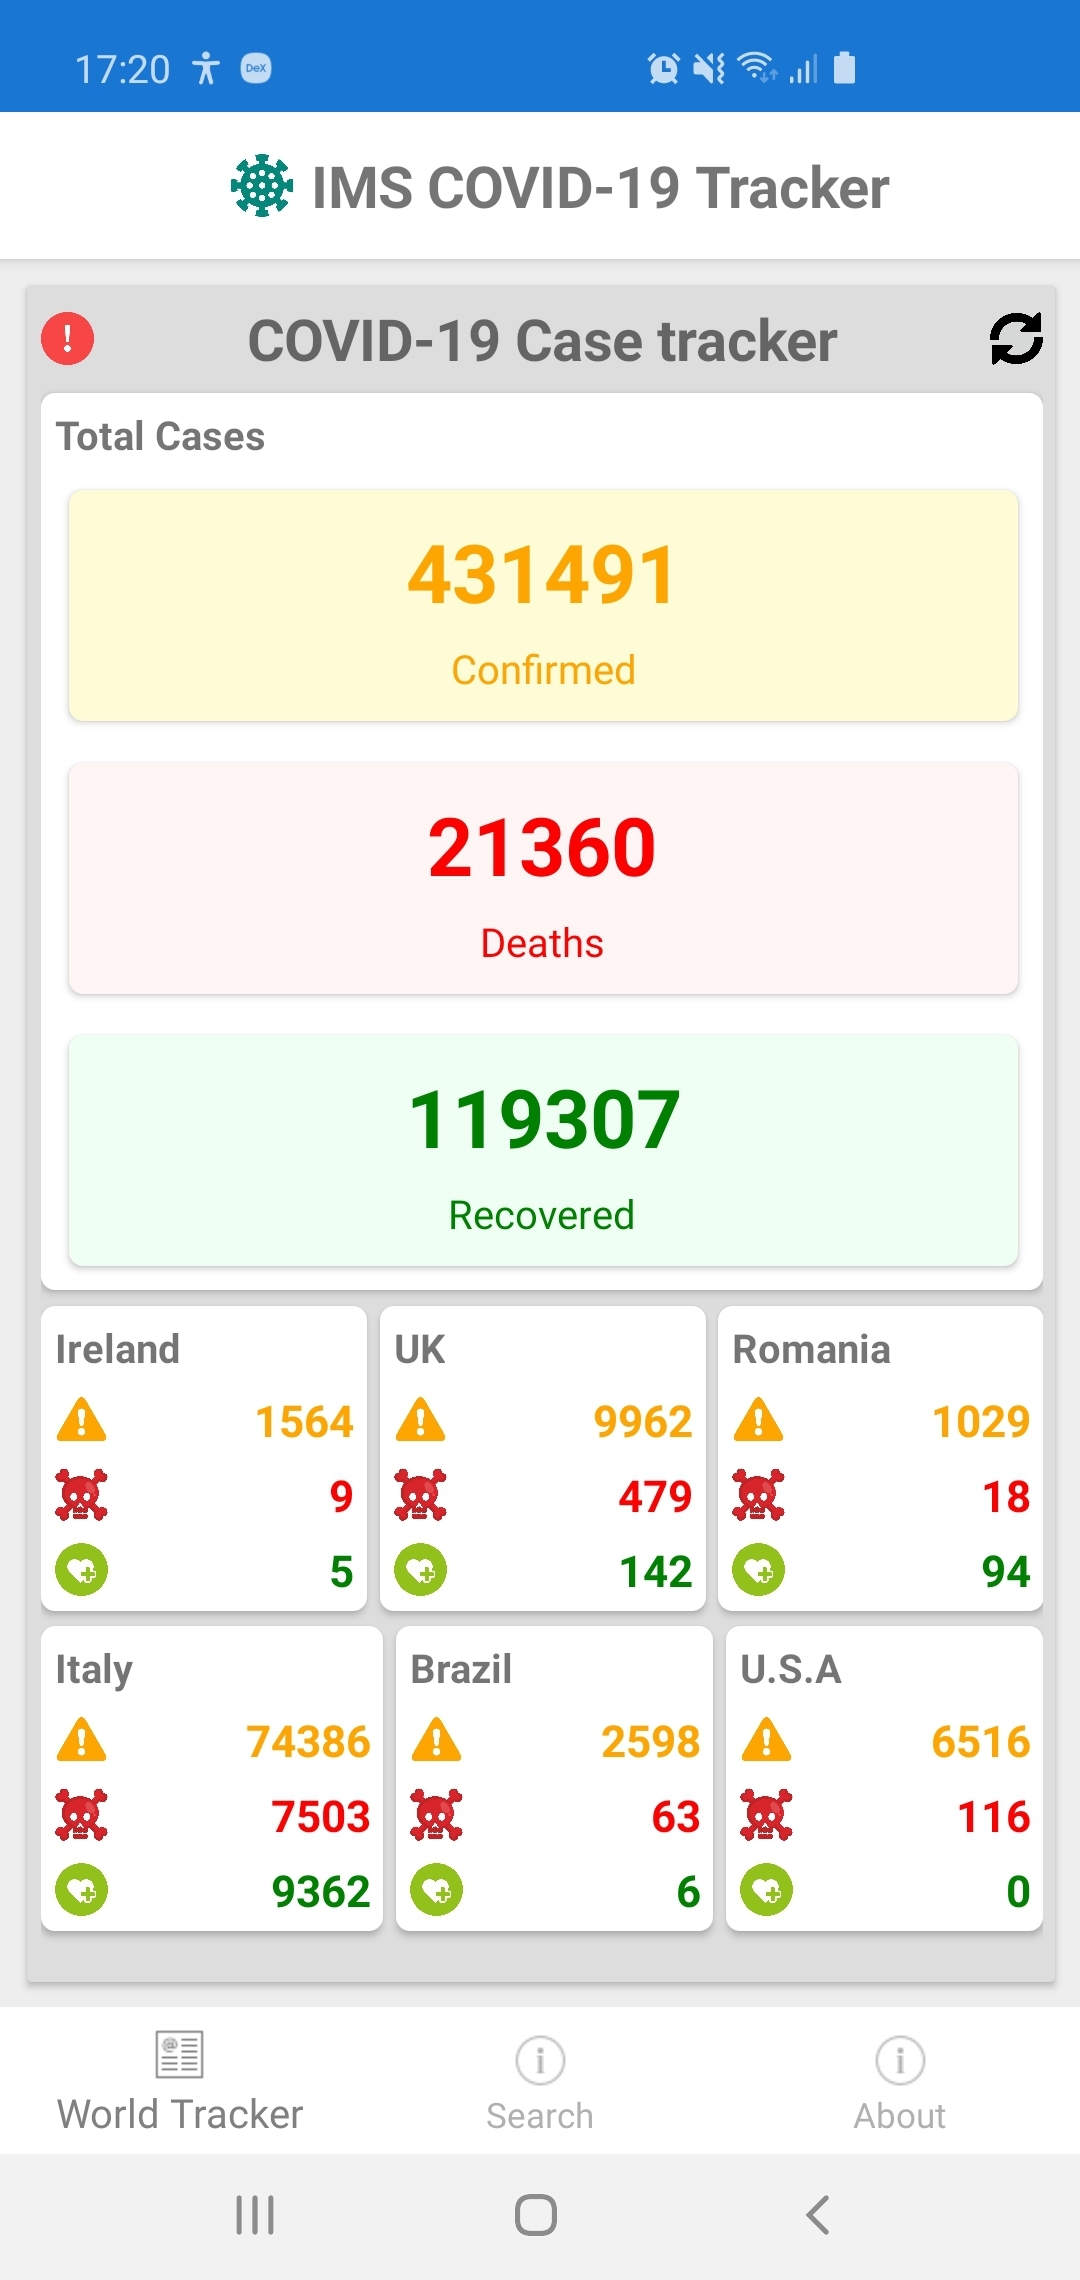 17:20 DeX
IMS COVID-19 Tracker
COVID-19 Case tracker
Total Cases
431491
Confirmed
21360
Deaths
119307
Recovered
Ireland
1564
9
5
UK
9962
479
142
Romania
1029
18
94
Italy
74386
7503
9362
Brazil
2598
63
6
U.S.A
6516
116
0
World Tracker
Search
About